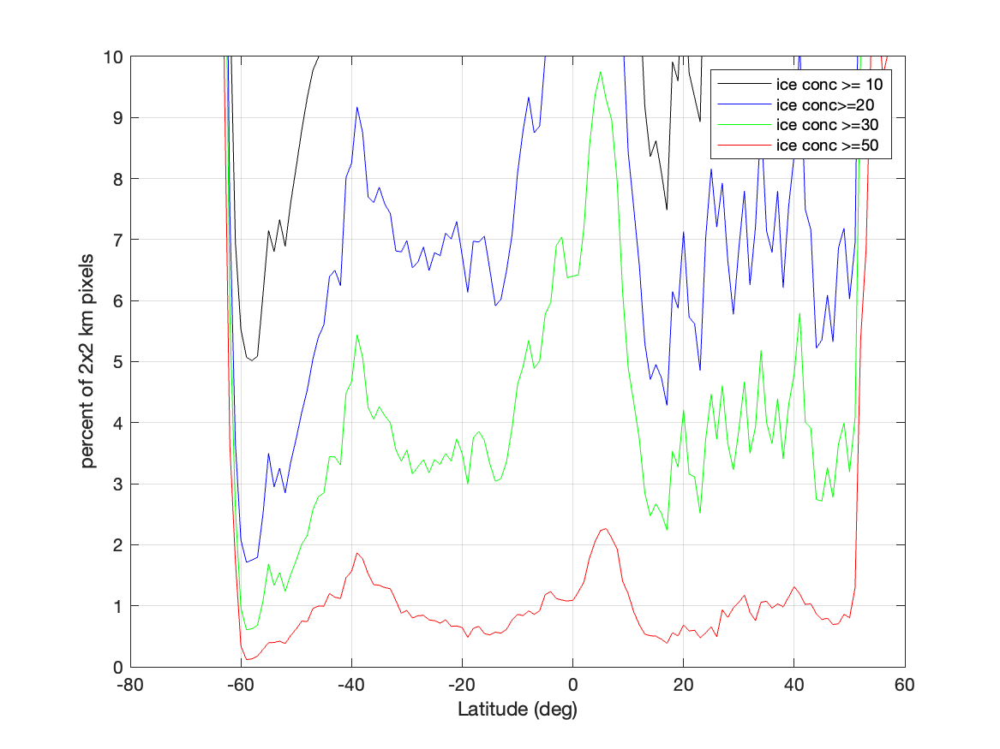 10
9
8
7
6
5
4
3
2
1
0
percent of 2x2 km pixels
ice conc >= 10
ice conc>=20
ice conc >=30
ice conc >=50
-80 -60 -40 -20 0 20 40 60
Latitude (deg)